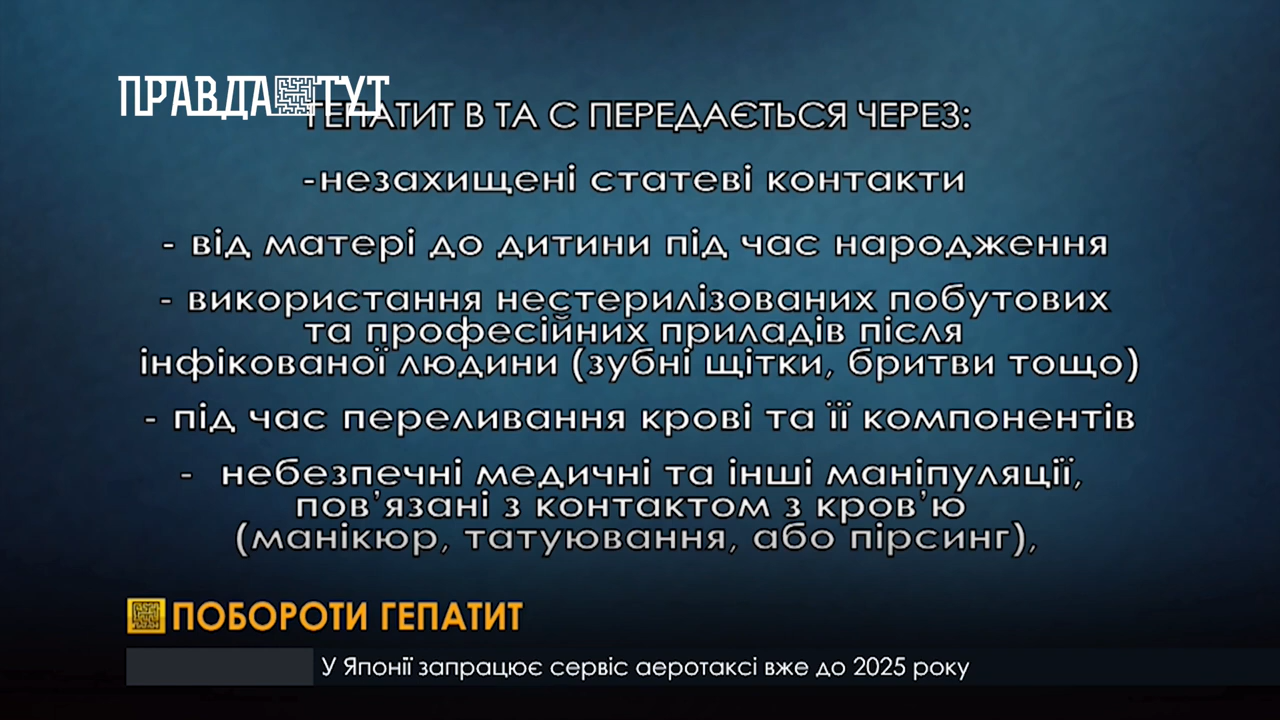 ПРАВДА ТУТ
ГЕПАТИТ В ТА С ПЕРЕДАЄТЬСЯ ЧЕРЕЗ:
-незахищені статеві контакти
- від матері до дитини під час народження
- використання нестерилізованих побутових
та професійних приладів після
інфікованої людини (зубні щітки, бритви тощо)
- під час переливання крові та її компонентів
- небезпечні медичні та інші маніпуляції,
пов’язані з контактом з кров’ю
(манікюр, татуювання, або пірсинг),
ПОБОРОТИ ГЕПАТИТ
У Японії запрацює сервіс аеротаксі вже до 2025 року